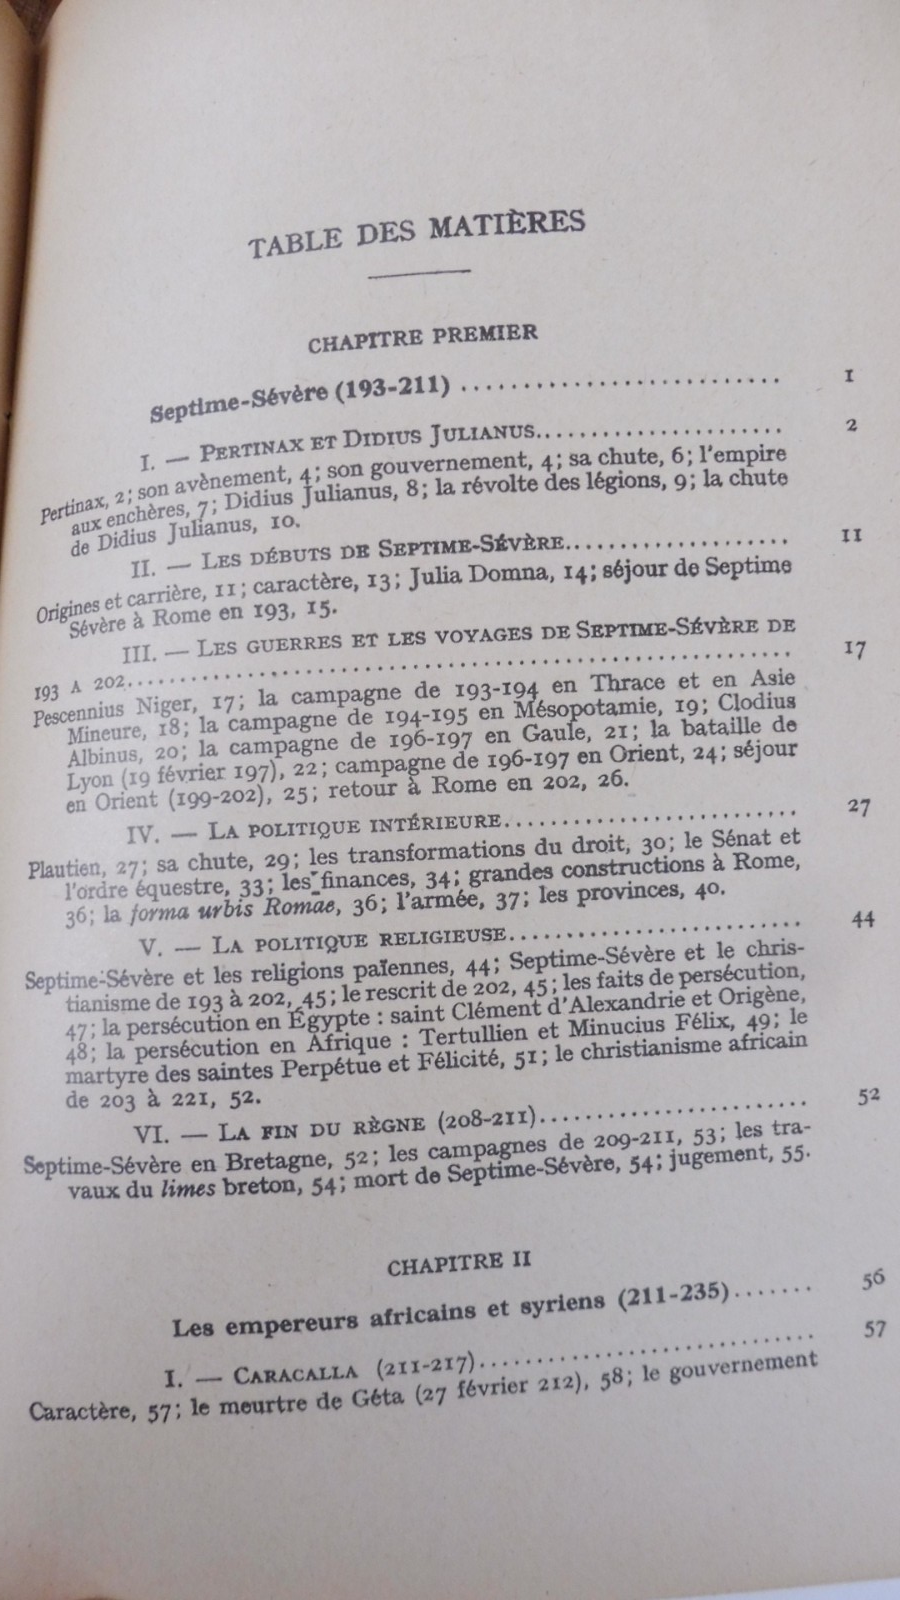 TABLE DES MATIÈRES
CHAPITRE PREMIER
Septime-Sévère (193-211) ............................ 1
I. — PERTINAX ET DIDIUS JULIANUS....................... 2
Pertinax, 2; son avènement, 4; son gouvernement, 4; sa chute, 6; l'empire
aux enchères, 7; Didius Julianus, 8; la révolte des légions, 9; la chute
de Didius Julianus, 10.
II. — LES DÉBUTS DE SEPTIME-SÉVÈRE.................... 11
Origines et carrière, 11; caractère, 13; Julia Domna, 14; séjour de Septime
Sévère à Rome en 193, 15.
III. — LES GUERRES ET LES VOYAGES DE SEPTIME-SÉVÈRE DE
193 A 202.................................................... 17
Pescennius Niger, 17; la campagne de 193-194 en Thrace et en Asie
Mineure, 18; la campagne de 194-195 en Mésopotamie, 19; Clodius
Albinus, 20; la campagne de 196-197 en Gaule, 21; la bataille de
Lyon (19 février 197), 22; campagne de 196-197 en Orient, 24; séjour
en Orient (199-202), 25; retour à Rome en 202, 26.
IV. — LA POLITIQUE INTÉRIEURE.......................... 27
Plautien, 27; sa chute, 29; les transformations du droit, 30; le Sénat et
l'ordre équestre, 33; les finances, 34; grandes constructions à Rome,
36; la forma urbis Romae, 36; l'armée, 37; les provinces, 40.
V. — LA POLITIQUE RELIGIEUSE.......................... 44
Septime-Sévère et les religions païennes, 44; Septime-Sévère et le chris-
tianisme de 193 à 202, 45; le rescrit de 202, 45; les faits de persécution,
47; la persécution en Égypte : saint Clément d'Alexandrie et Origène,
48; la persécution en Afrique : Tertullien et Minucius Félix, 49; le
martyre des saintes Perpétue et Félicité, 51; le christianisme africain
de 203 à 221, 52.
VI. — LA FIN DU RÈGNE (208-211)........................ 52
Septime-Sévère en Bretagne, 52; les campagnes de 209-211, 53; les tra-
vaux du limes breton, 54; mort de Septime-Sévère, 54; jugement, 55.
CHAPITRE II
Les empereurs africains et syriens (211-235)....... 56
I. — CARACALLA (211-217)............................... 57
Caractère, 57; le meurtre de Géta (27 février 212), 58; le gouvernement